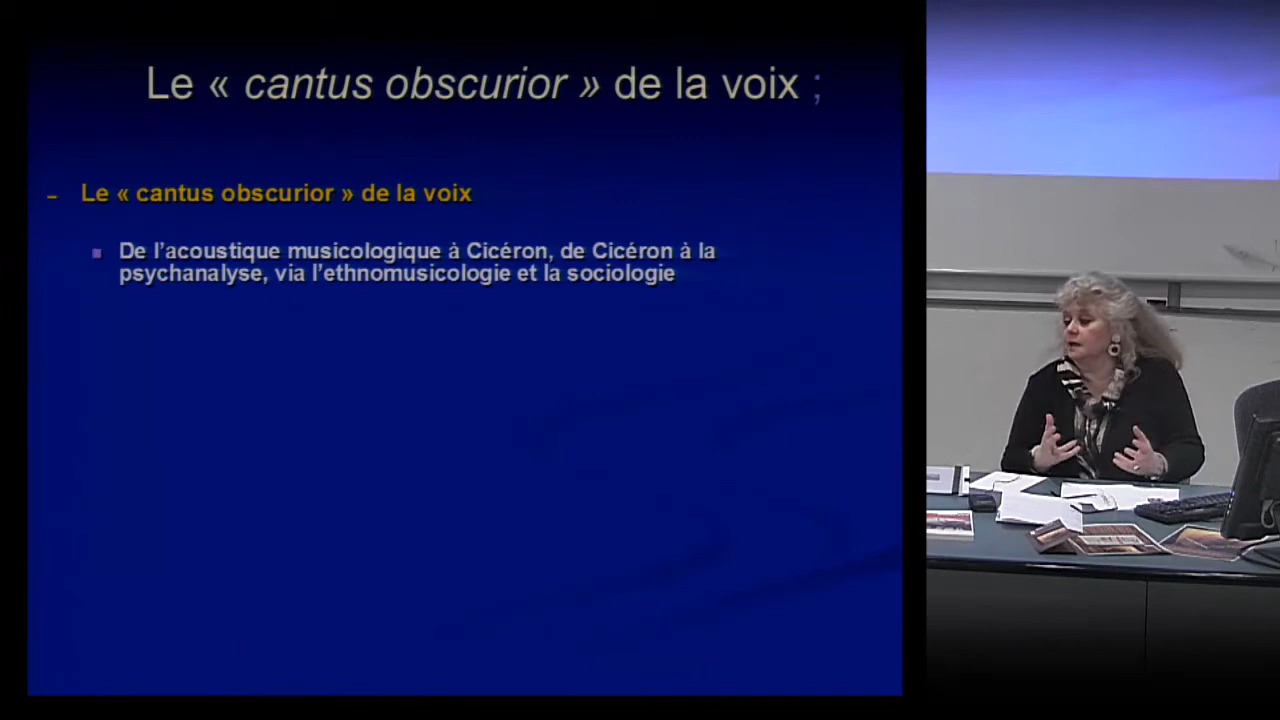 Le « cantus obscurior » de la voix ;
– Le « cantus obscurior » de la voix
De l’acoustique musicologique à Cicéron, de Cicéron à la
psychanalyse, via l’ethnomusicologie et la sociologie